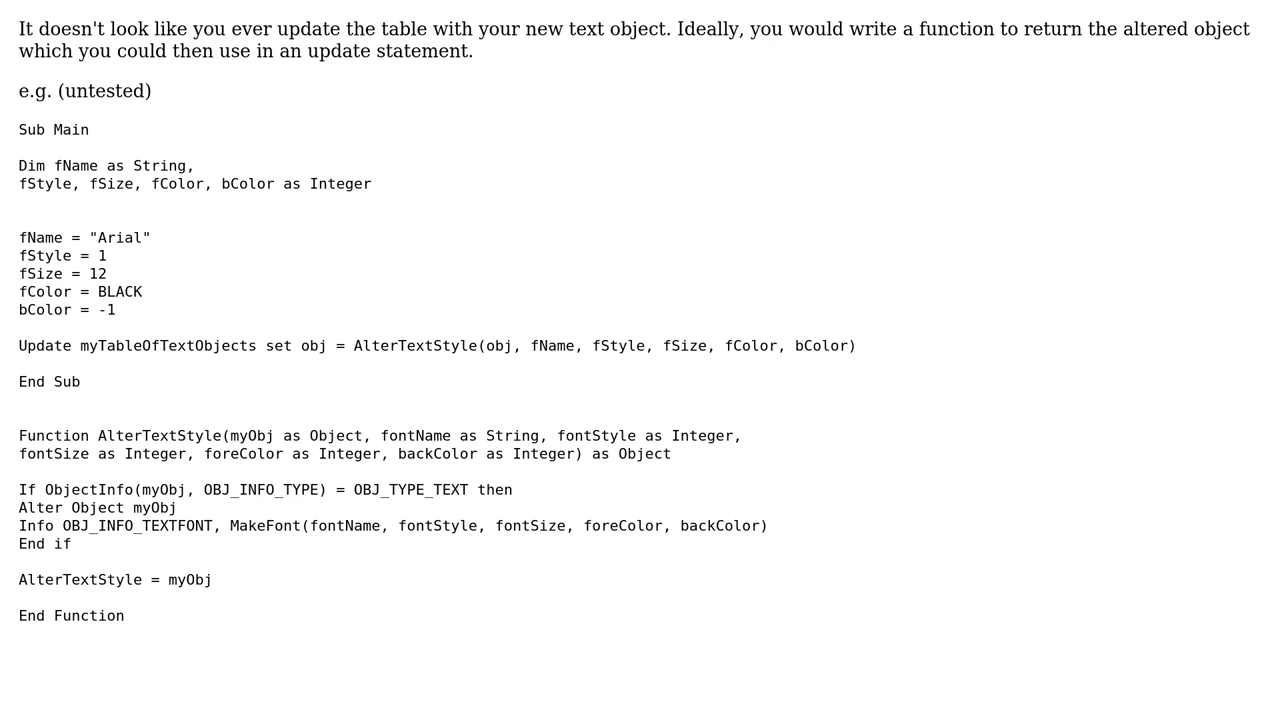 It doesn't look like you ever update the table with your new text object. Ideally, you would write a function to return the altered object
which you could then use in an update statement.
e.g. (untested)
Sub Main
Dim fName as String,
fStyle, fSize, fColor, bColor as Integer
fName = "Arial"
fStyle = 1
fSize = 12
fColor = BLACK
bColor = -1
Update myTableOfTextObjects set obj = AlterTextStyle(obj, fName, fStyle, fSize, fColor, bColor)
End Sub
Function AlterTextStyle(myObj as Object, fontName as String, fontStyle as Integer,
fontSize as Integer, foreColor as Integer, backColor as Integer) as Object
If ObjectInfo(myObj, OBJ_INFO_TYPE) = OBJ_TYPE_TEXT then
Alter Object myObj
Info OBJ_INFO_TEXTFONT, MakeFont(fontName, fontStyle, fontSize, foreColor, backColor)
End if
AlterTextStyle = myObj
End Function